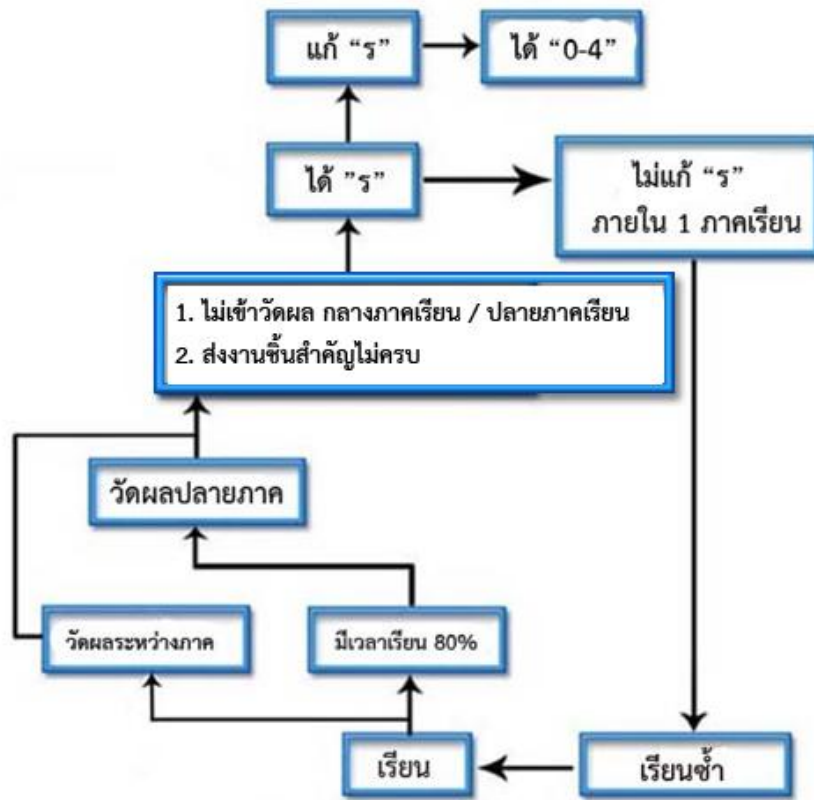 แก้ “ร”
ได้ “0-4”
ได้ ”ร”
ไม่แก้ “ร”
ภายใน 1 ภาคเรียน
1. ไม่เข้าวัดผล กลางภาคเรียน / ปลายภาคเรียน
2. ส่งงานชิ้นสำคัญไม่ครบ
วัดผลปลายภาค
วัดผลระหว่างภาค
มีเวลาเรียน 80%
เรียน
เรียนซ้ำ